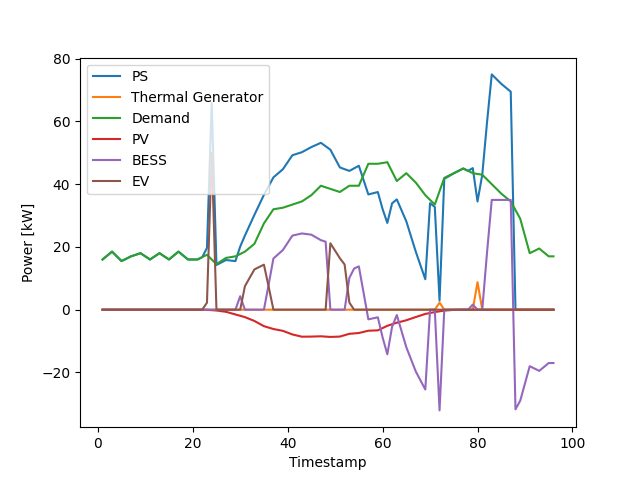 80
60
40
20
0
−20
Power [kW]
PS
Thermal Generator
Demand
PV
BESS
EV
0 20 40 60 80 100
Timestamp